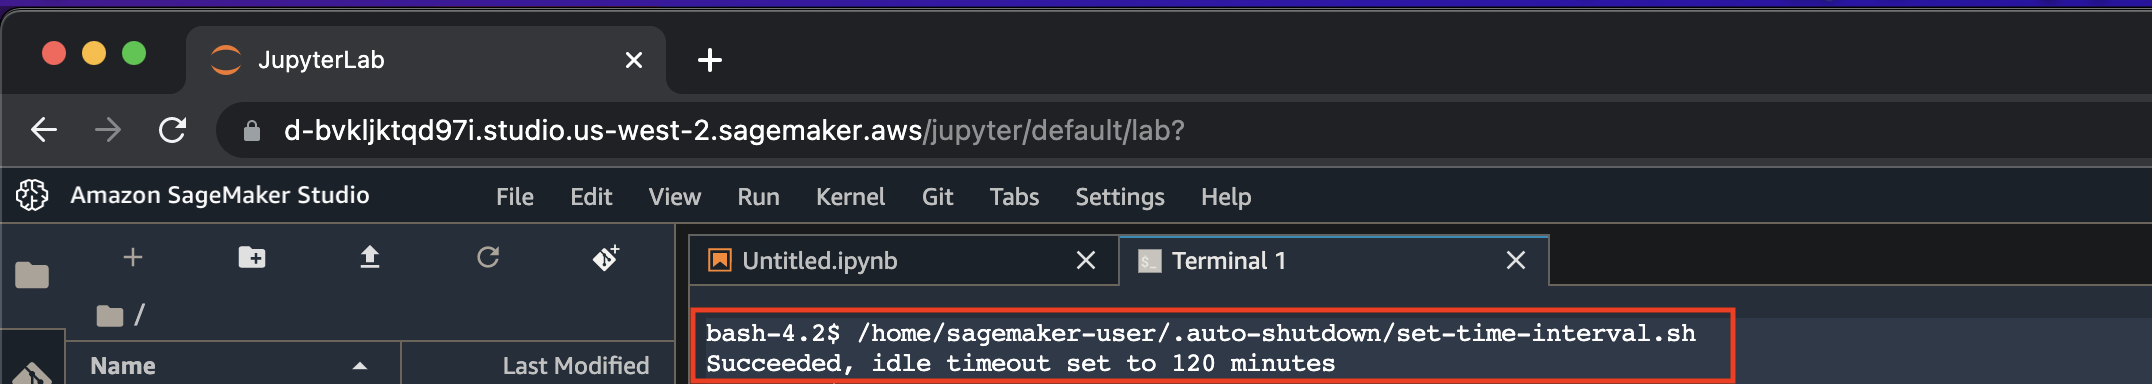 JupyterLab
d-bvkljktqd97i.studio.us-west-2.sagemaker.aws/jupyter/default/lab?
Amazon SageMaker Studio File Edit View Run Kernel Git Tabs Settings Help
Untitled.ipynb Terminal 1
/
bash-4.2$ /home/sagemaker-user/.auto-shutdown/set-time-interval.sh
Succeeded, idle timeout set to 120 minutes
Name Last Modified